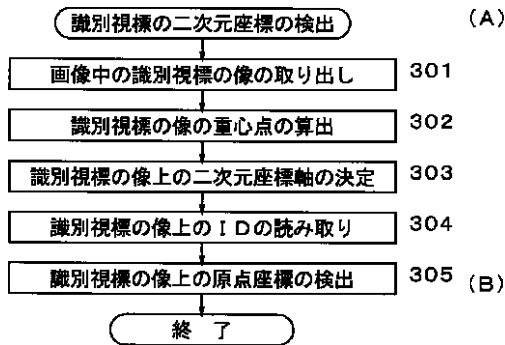 識別視標の二次元座標の検出
(A)
画像中の識別視標の像の取り出し 301
識別視標の像の重心点の算出 302
識別視標の像上の二次元座標軸の決定 303
識別視標の像上のIDの読み取り 304
識別視標の像上の原点座標の検出 305
(B)
終了